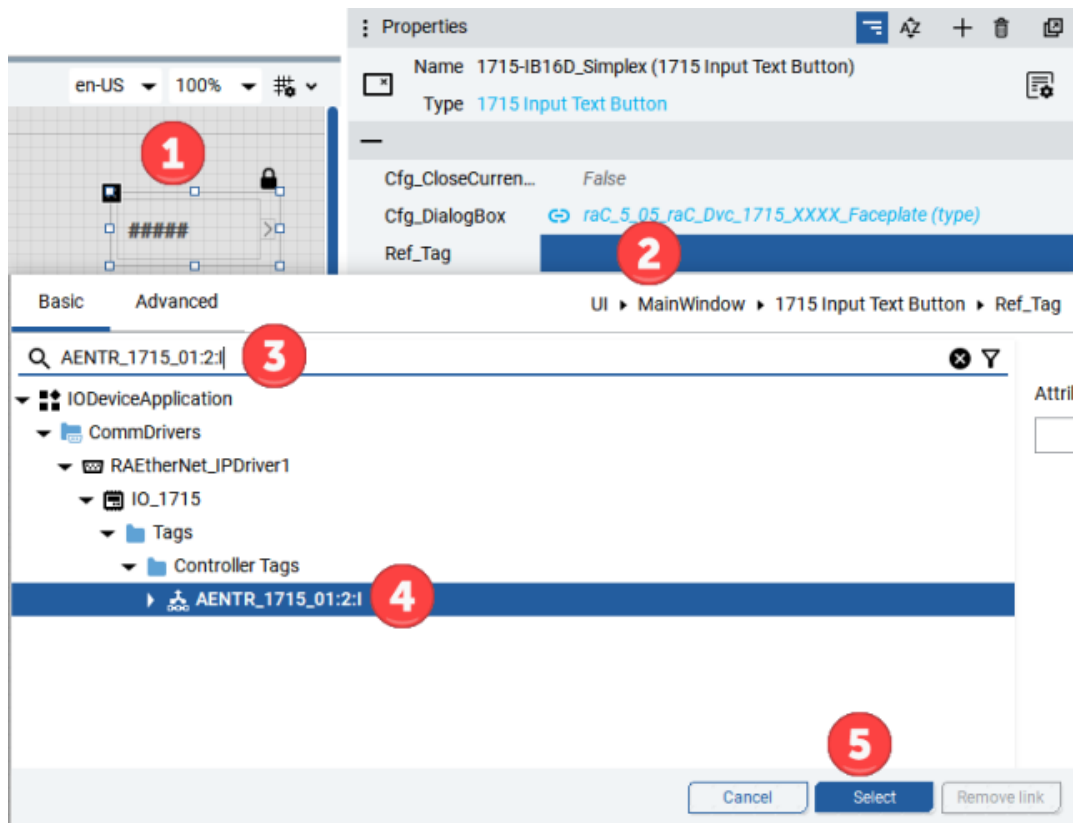 Properties
AZ
Name 1715-IB16D_Simplex (1715 Input Text Button)
Type 1715 Input Text Button
en-US 100%
1
#####
Cfg_CloseCurren... False
Cfg_DialogBox raC_5_05_raC_Dvc_1715_XXXX_Faceplate (type)
Ref_Tag
2
Basic Advanced
UI MainWindow 1715 Input Text Button Ref_Tag
AENTR_1715_01:2:I
3
IODeviceApplication
Attril
CommDrivers
RAEtherNet_IPDriver1
IO_1715
Tags
Controller Tags
AENTR_1715_01:2:I
4
5
Cancel Select Remove link